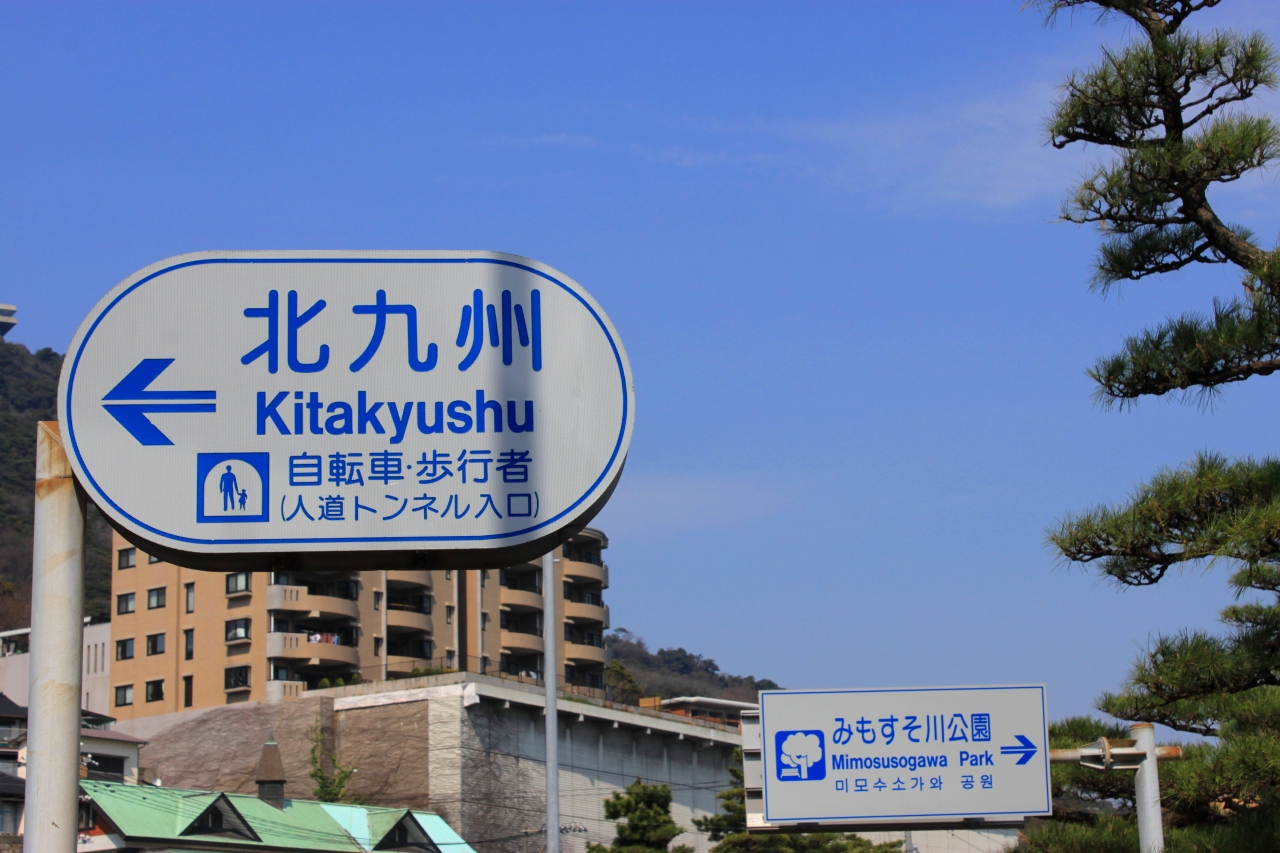 北九州
Kitakyushu
自転車·歩行者
(人道トンネル入口)
みもすそ川公園
Mimosusogawa Park
미모수소가와 공원